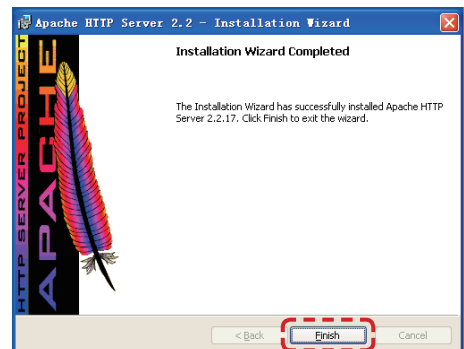 Apache HTTP Server 2.2 - Installation Wizard
HTTP SERVER PROJECT
APACHE
Installation Wizard Completed
The Installation Wizard has successfully installed Apache HTTP
Server 2.2.17. Click Finish to exit the wizard.
< Back
Finish
Cancel